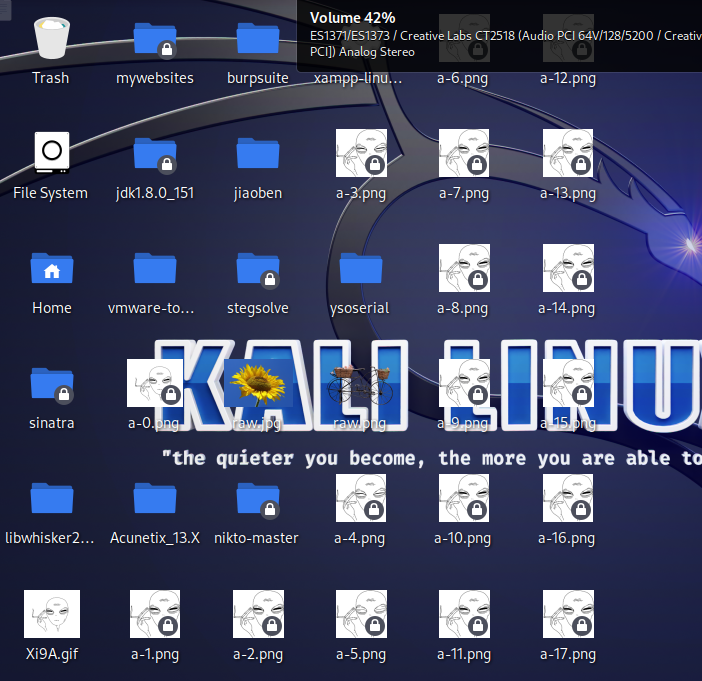 Volume 42%
ES1371/ES1373 / Creative Labs CT2518 (Audio PCI 64V/128/5200 / Creativ
PCI]) Analog Stereo
Trash
mywebsites
burpsuite
xampp-linu...
a-6.png
a-12.png
File System
jdk1.8.0_151
jiaoben
a-3.png
a-7.png
a-13.png
Home
vmware-to...
stegsolve
ysoserial
a-8.png
a-14.png
KALI LINU
sinatra
a-0.png
raw.jpg
raw.png
a-9.png
a-15.png
"the quieter you become, the more you are able to
libwhisker2...
Acunetix_13.X
nikto-master
a-4.png
a-10.png
a-16.png
Xi9A.gif
a-1.png
a-2.png
a-5.png
a-11.png
a-17.png